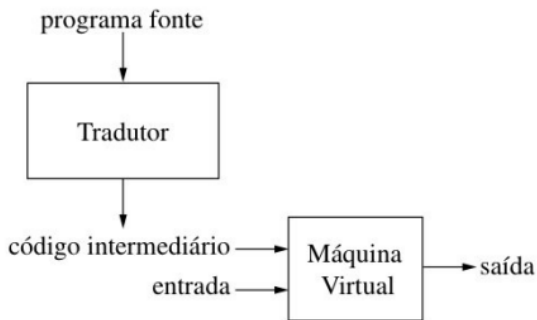 programa fonte
Tradutor
código intermediário
entrada
Máquina
Virtual
saída